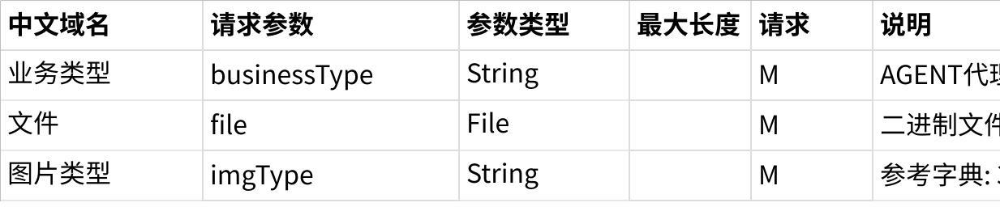 中文域名 请求参数 参数类型 最大长度 请求 说明
业务类型 businessType String M AGENT代理
文件 file File M 二进制文件
图片类型 imgType String M 参考字典: